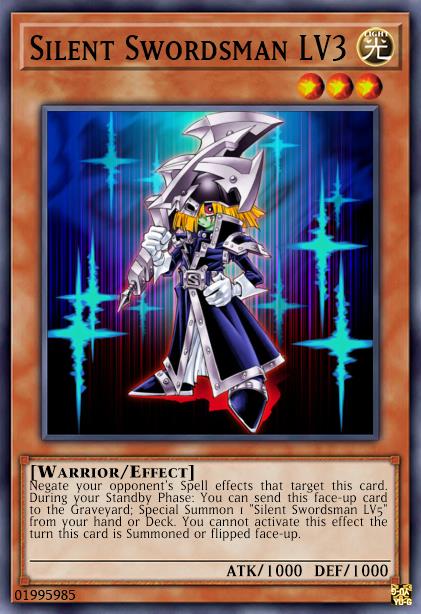 SILENT SWORDSMAN LV3
LIGHT
光
S
[WARRIOR/EFFECT]
Negate your opponent's Spell effects that target this card.
During your Standby Phase: You can send this face-up card
to the Graveyard; Special Summon 1 "Silent Swordsman LV5"
from your hand or Deck. You cannot activate this effect the
turn this card is Summoned or flipped face-up.
ATK/1000 DEF/1000
01995985